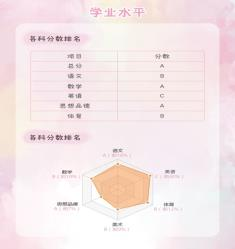 学业水平
各科分数排名
项目 分数
总分 A
语文 B
数学 A
英语 C
思想品德 A
体育 B
各科分数排名
语文
数学
英语
思想品德
体育
美术